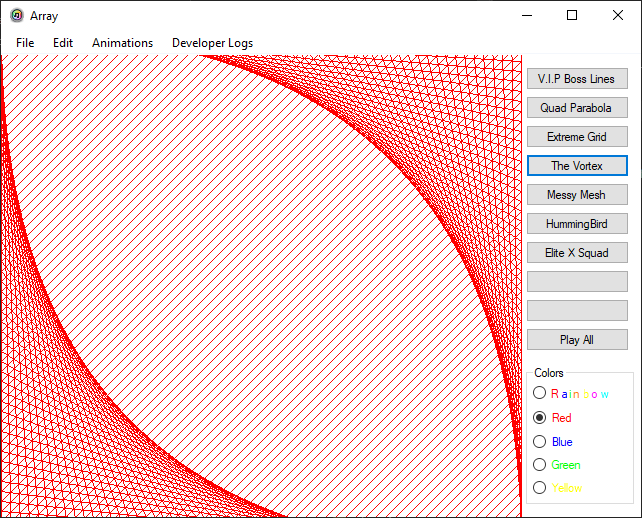 Array
File Edit Animations Developer Logs
V.I.P Boss Lines
Quad Parabola
Extreme Grid
The Vortex
Messy Mesh
HummingBird
Elite X Squad
Play All
Colors
Rainbow
Red
Blue
Green
Yellow